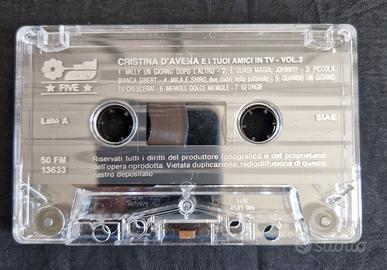 CRISTINA D'AVENA E I TUOI AMICI IN TV - VOL.3
1 MILLY UN GIORNO DOPO L'ALTRO - 2 E' QUASI MAGIA, JOHNNY - 3 PICCOLA
BIANCA SIBERT - 4 MILA E SHIRO, due cuori nella pallavolo - 5 QUANDO UN GIORNO
TU CRESCERAI - 6 MEMOLE DOLCE MEMOLE - 7 GEORGIE
★ FIVE ★
Lato A
SIAE
50 FM
13633
Riservati tutti i diritti del produttore fonografico e del proprietario
dell'opera riprodotta. Vietata duplicazione, radiodiffusione di questo
nastro depositato
subito